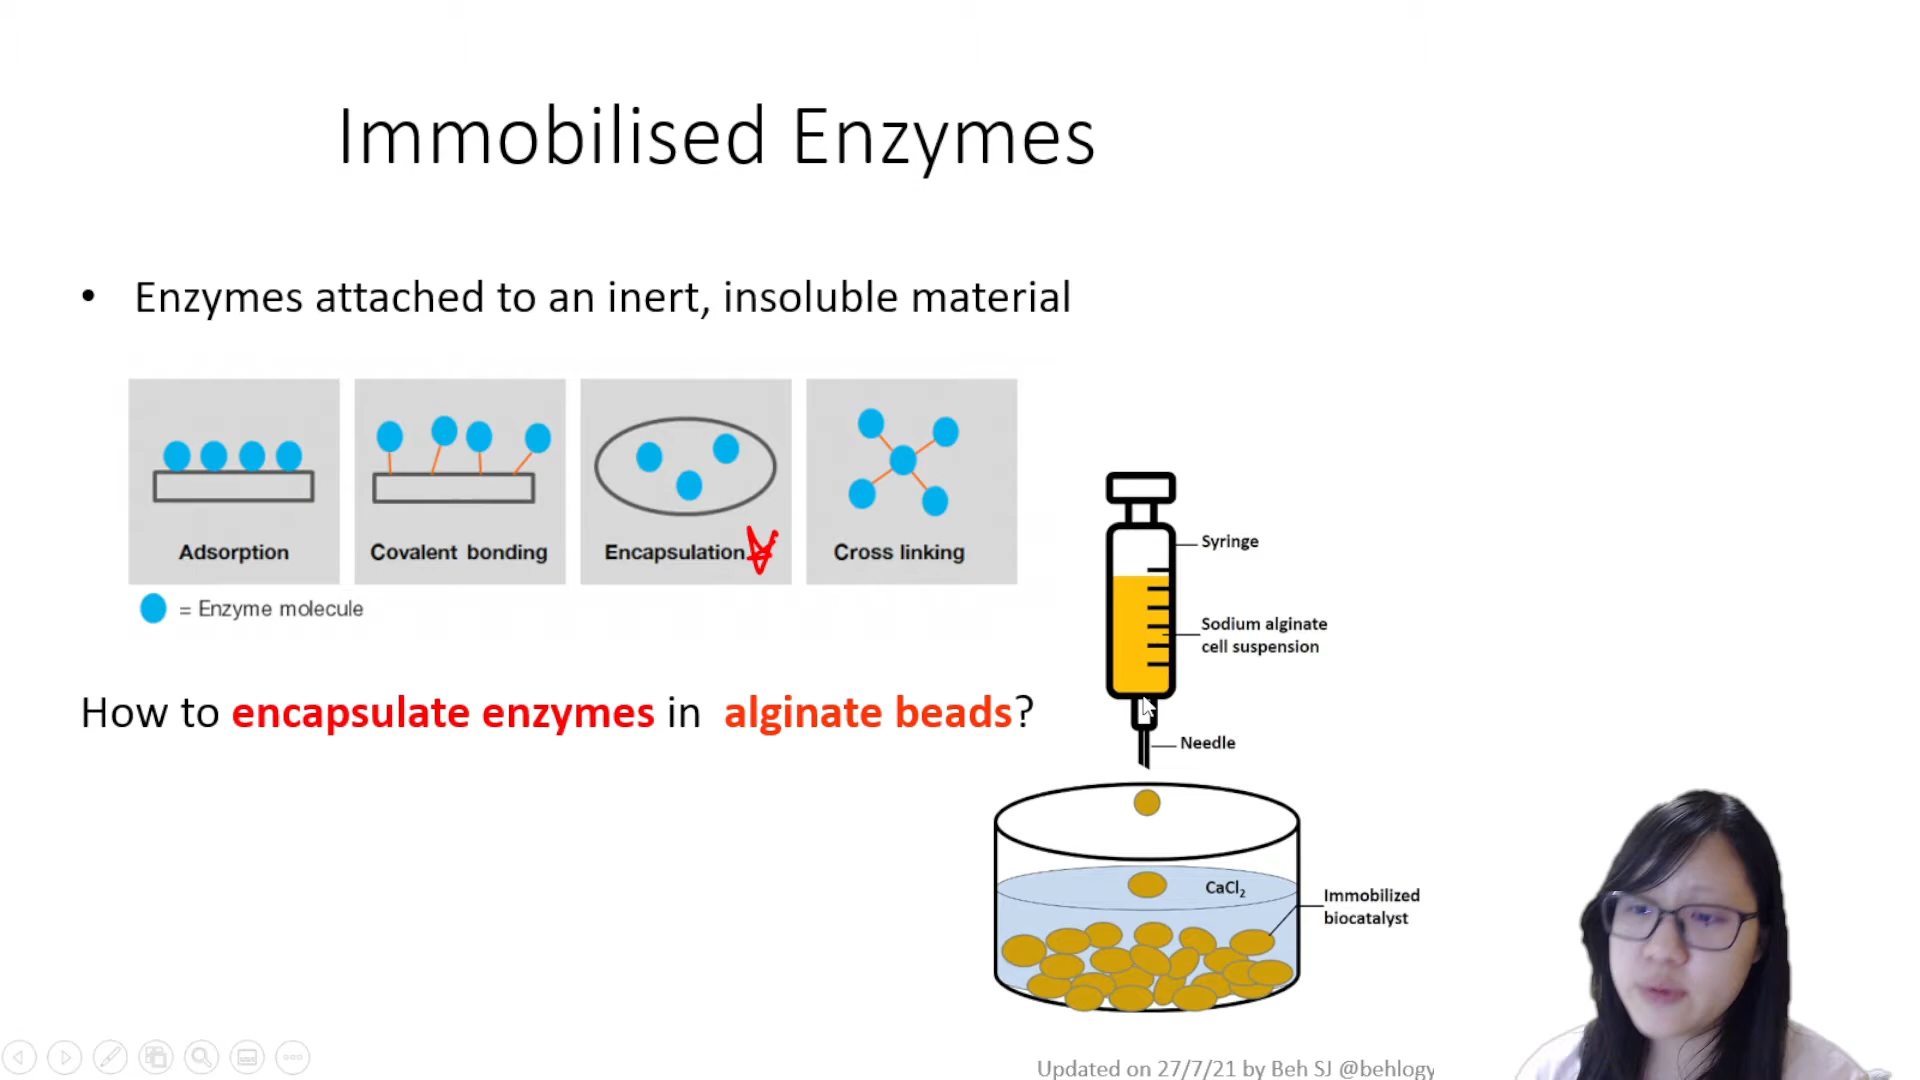 Immobilised Enzymes
• Enzymes attached to an inert, insoluble material
Adsorption
Covalent bonding
Encapsulation
Cross linking
= Enzyme molecule
How to encapsulate enzymes in alginate beads?
Syringe
Sodium alginate
cell suspension
Needle
CaCl₂
Immobilized
biocatalyst
Updated on 27/7/21 by Beh SJ @behlogy